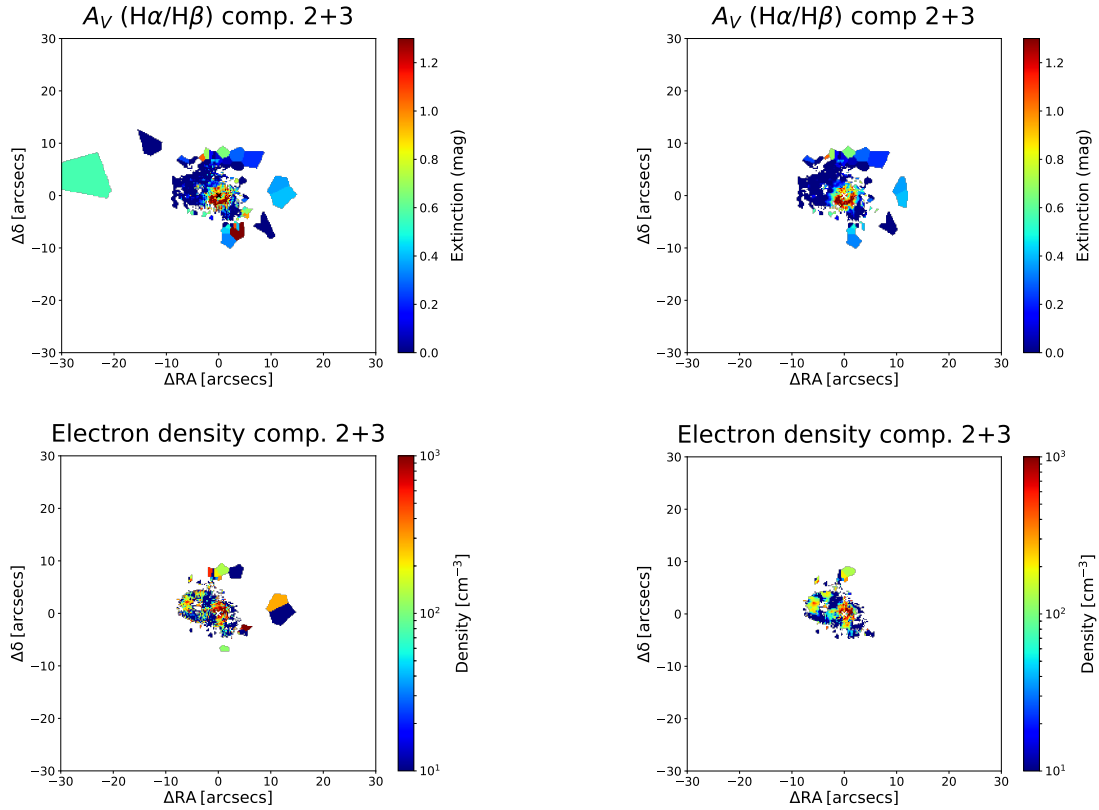 A_V (Hα/Hβ) comp. 2+3
30
20
10
0
−10
−20
−30
Δδ [arcsecs]
−30 −20 −10 0 10 20 30
ΔRA [arcsecs]
1.2
1.0
0.8
0.6
0.4
0.2
0.0
Extinction (mag)
A_V (Hα/Hβ) comp 2+3
30
20
10
0
−10
−20
−30
Δδ [arcsecs]
−30 −20 −10 0 10 20 30
ΔRA [arcsecs]
1.2
1.0
0.8
0.6
0.4
0.2
0.0
Extinction (mag)
Electron density comp. 2+3
30
20
10
0
−10
−20
−30
Δδ [arcsecs]
−30 −20 −10 0 10 20 30
ΔRA [arcsecs]
10³
10²
10¹
Density [cm⁻³]
Electron density comp. 2+3
30
20
10
0
−10
−20
−30
Δδ [arcsecs]
−30 −20 −10 0 10 20 30
ΔRA [arcsecs]
10³
10²
10¹
Density [cm⁻³]